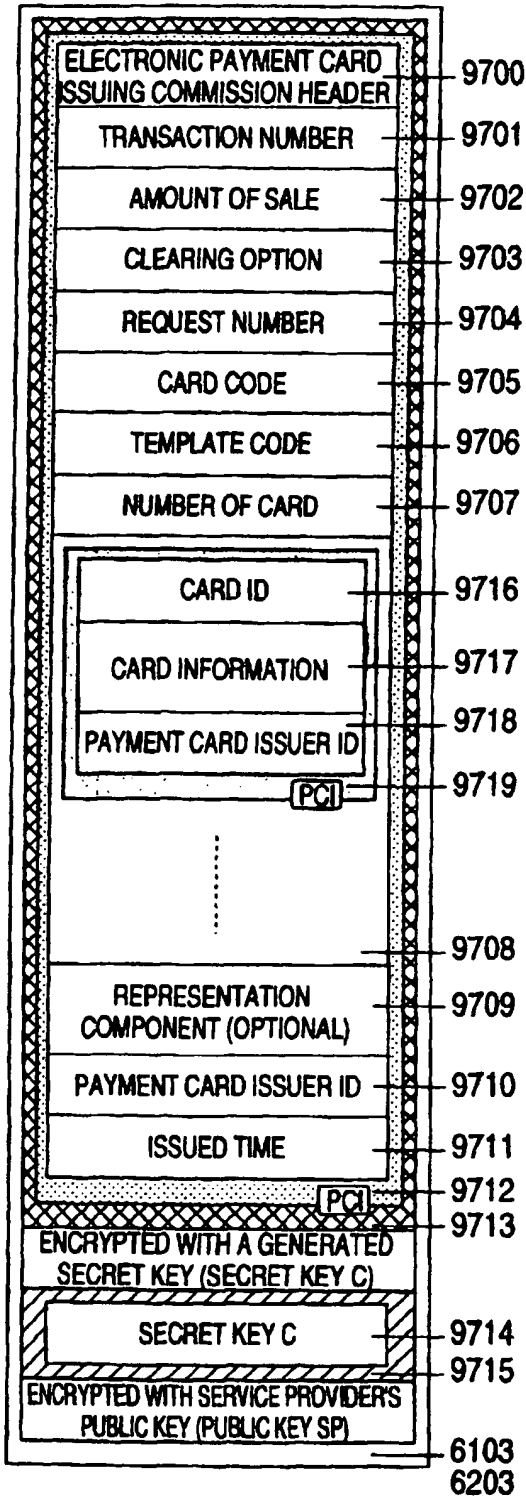 ELECTRONIC PAYMENT CARD
ISSUING COMMISSION HEADER
9700
TRANSACTION NUMBER
9701
AMOUNT OF SALE
9702
CLEARING OPTION
9703
REQUEST NUMBER
9704
CARD CODE
9705
TEMPLATE CODE
9706
NUMBER OF CARD
9707
CARD ID
9716
CARD INFORMATION
9717
PAYMENT CARD ISSUER ID
9718
PCI
9719
9708
REPRESENTATION
COMPONENT (OPTIONAL)
9709
PAYMENT CARD ISSUER ID
9710
ISSUED TIME
9711
PCI
9712
9713
ENCRYPTED WITH A GENERATED
SECRET KEY (SECRET KEY C)
SECRET KEY C
9714
9715
ENCRYPTED WITH SERVICE PROVIDER'S
PUBLIC KEY (PUBLIC KEY SP)
6103
6203